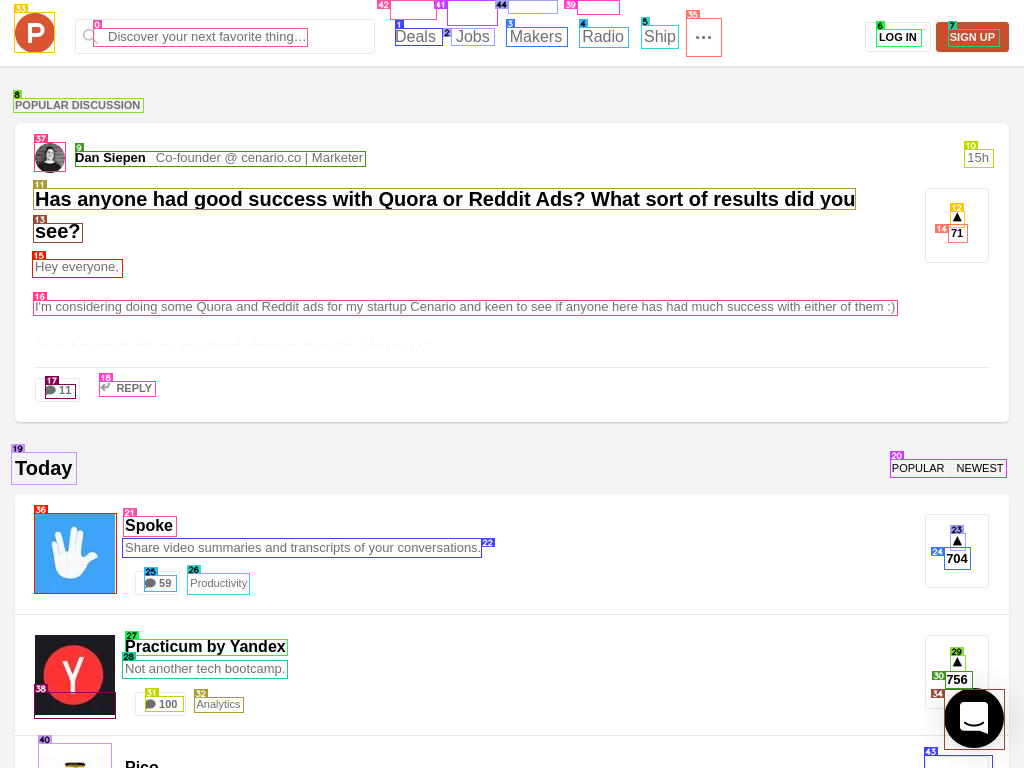 P
Discover your next favorite thing...
Deals
Jobs
Makers
Radio
Ship
LOG IN
SIGN UP
POPULAR DISCUSSION
Dan Siepen Co-founder @ cenario.co | Marketer
15h
Has anyone had good success with Quora or Reddit Ads? What sort of results did you
see?
71
Hey everyone,
I'm considering doing some Quora and Reddit ads for my startup Cenario and keen to see if anyone here has had much success with either of them :)
11
REPLY
Today
POPULAR NEWEST
Spoke
Share video summaries and transcripts of your conversations.
59 Productivity
704
Practicum by Yandex
Not another tech bootcamp.
100 Analytics
756
Pico